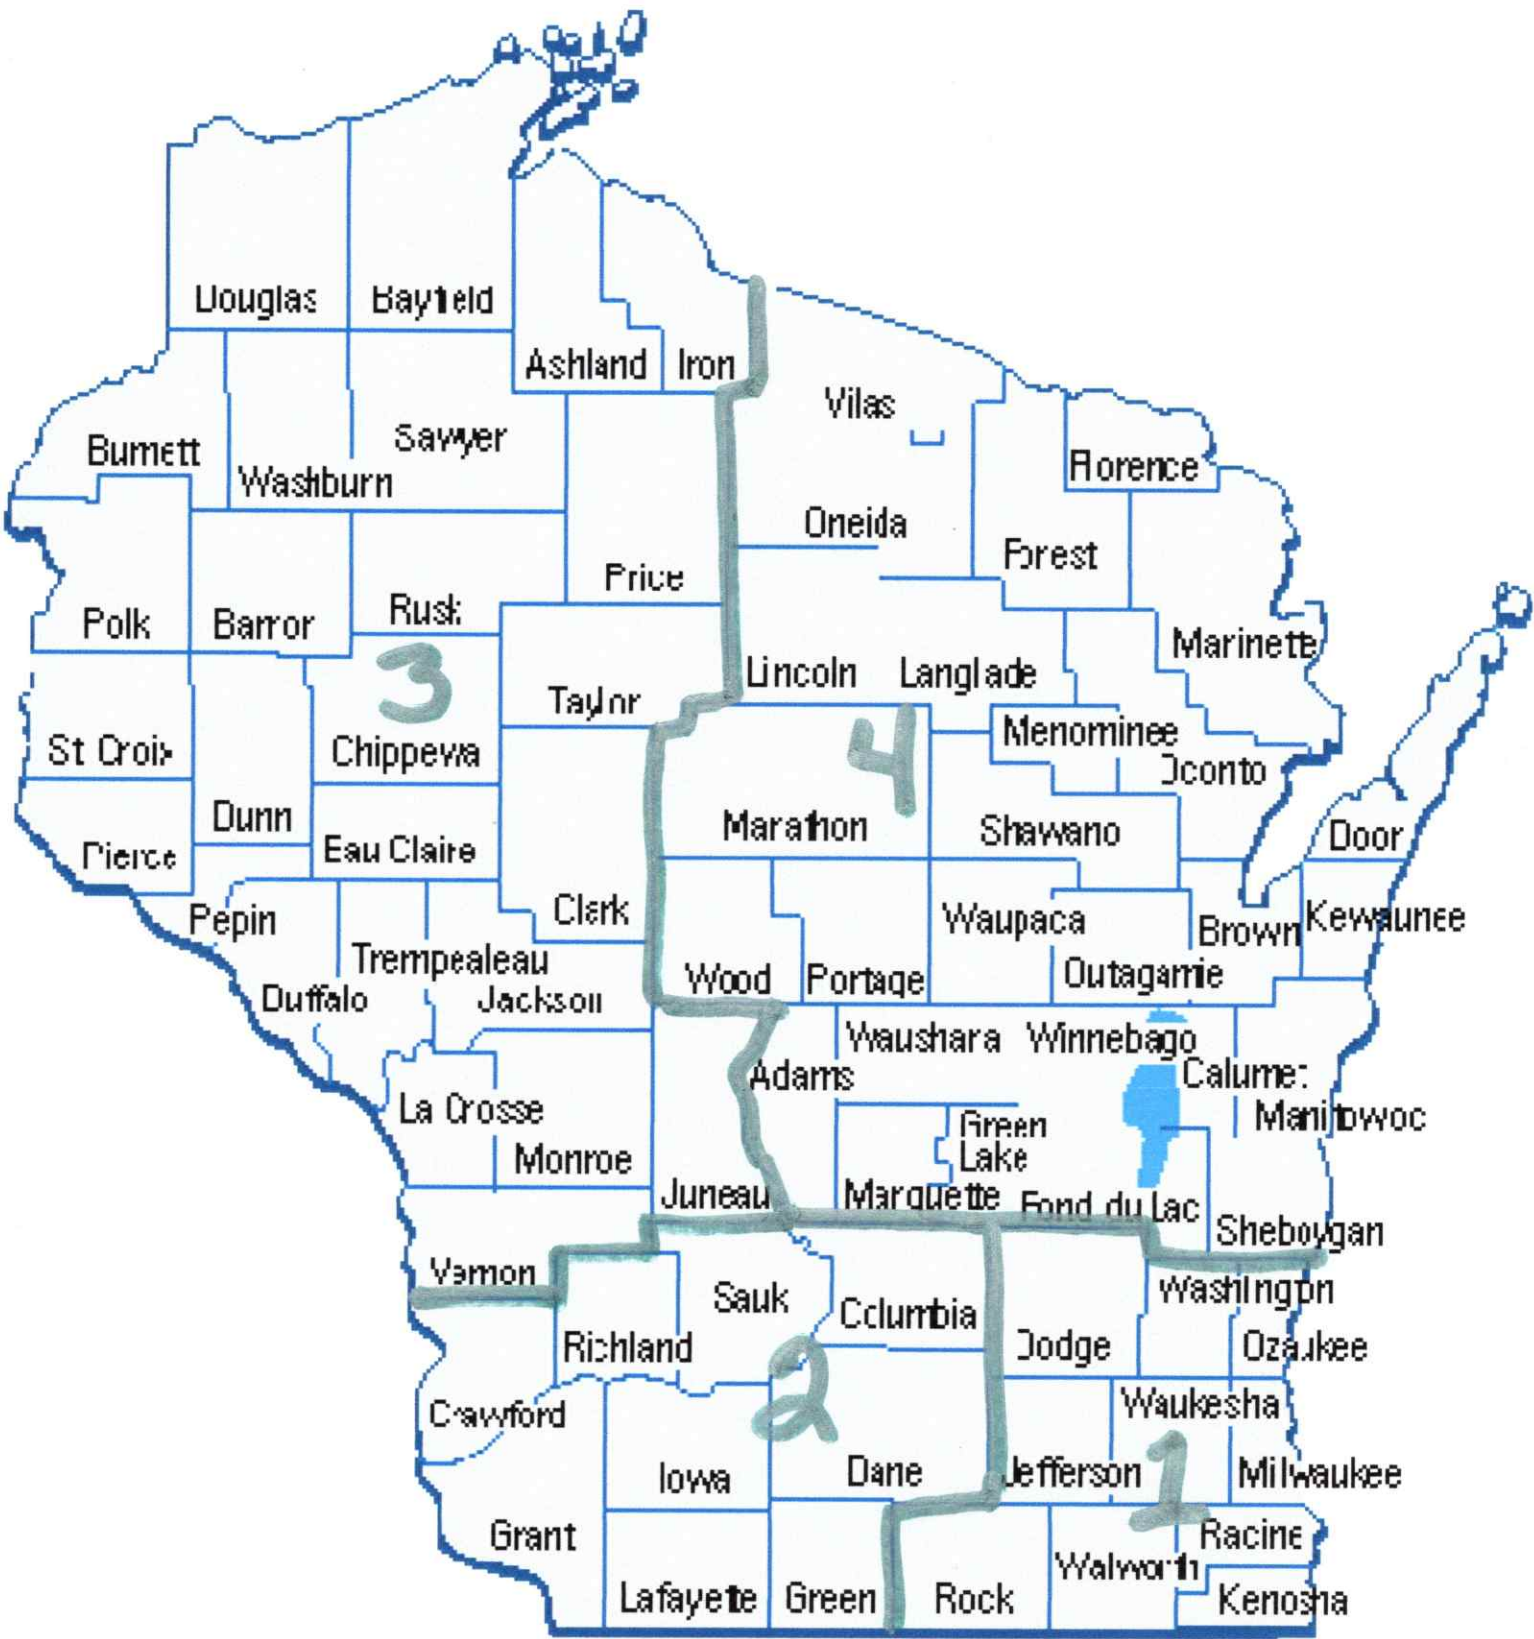 Douglas
Bayfield
Ashland
Iron
Vilas
Burnett
Washburn
Sawyer
Florence
Oneida
Forest
Price
Polk
Barron
Rusk
3
Taylor
Lincoln
Langlade
Marinette
St Croix
Chippewa
4
Menominee
Oconto
Pierce
Dunn
Eau Claire
Marathon
Shawano
Door
Pepin
Clark
Waupaca
Brown
Kewaunee
Trempealeau
Buffalo
Jackson
Wood
Portage
Outagamie
Waushara
Winnebago
Adams
Calumet
La Crosse
Monroe
Green
Lake
Manitowoc
Juneau
Marquette
Fond du Lac
Sheboygan
Vernon
Sauk
Columbia
Washington
Richland
2
Dodge
Ozaukee
Crawford
Waukesha
Iowa
Dane
Jefferson
1
Milwaukee
Grant
Racine
Walworth
Lafayette
Green
Rock
Kenosha